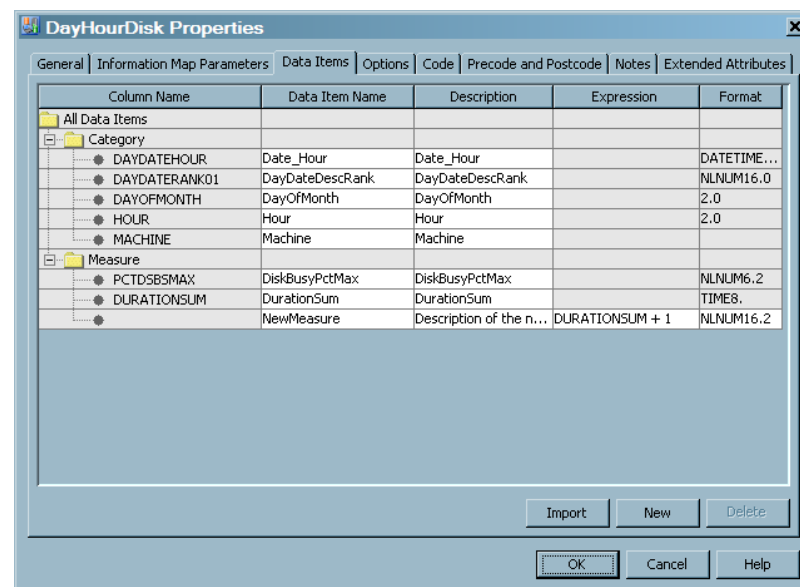 DayHourDisk Properties
General Information Map Parameters Data Items Options Code Precode and Postcode Notes Extended Attributes
Column Name Data Item Name Description Expression Format
All Data Items
Category
DAYDATEHOUR Date_Hour Date_Hour DATETIME...
DAYDATERANK01 DayDateDescRank DayDateDescRank NLNUM16.0
DAYOFMONTH DayOfMonth DayOfMonth 2.0
HOUR Hour Hour 2.0
MACHINE Machine Machine
Measure
PCTDSBSMAX DiskBusyPctMax DiskBusyPctMax NLNUM6.2
DURATIONSUM DurationSum DurationSum TIME8.
NewMeasure Description of the n... DURATIONSUM + 1 NLNUM16.2
Import New Delete
OK Cancel Help